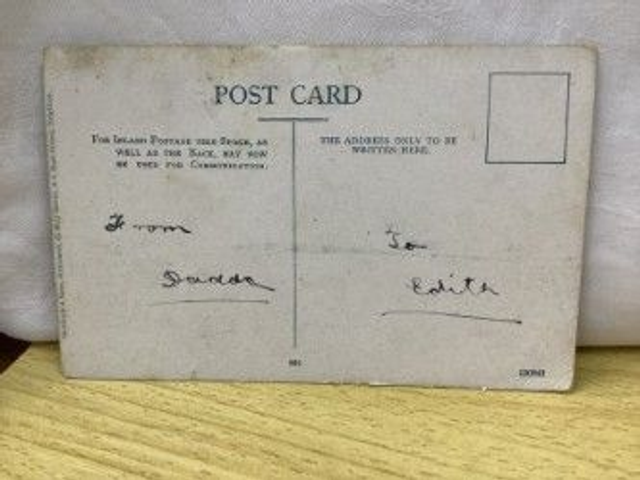 POST CARD
FOR INLAND POSTAGE THIS SPACE, AS
WELL AS THE BACK, MAY NOW
BE USED FOR COMMUNICATION.
THE ADDRESS ONLY TO BE
WRITTEN HERE.
From
Dadda
To
Edith